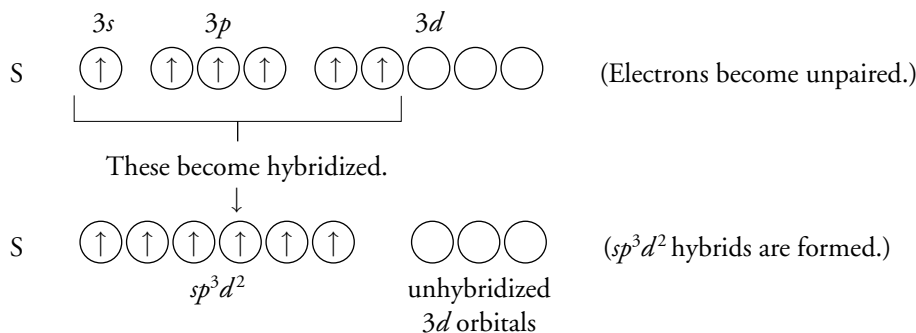 3s 3p 3d
S ↑ ↑ ↑ ↑ ↑ ↑ (Electrons become unpaired.)
These become hybridized.
↓
S ↑ ↑ ↑ ↑ ↑ ↑ (sp³d² hybrids are formed.)
sp³d² unhybridized
3d orbitals